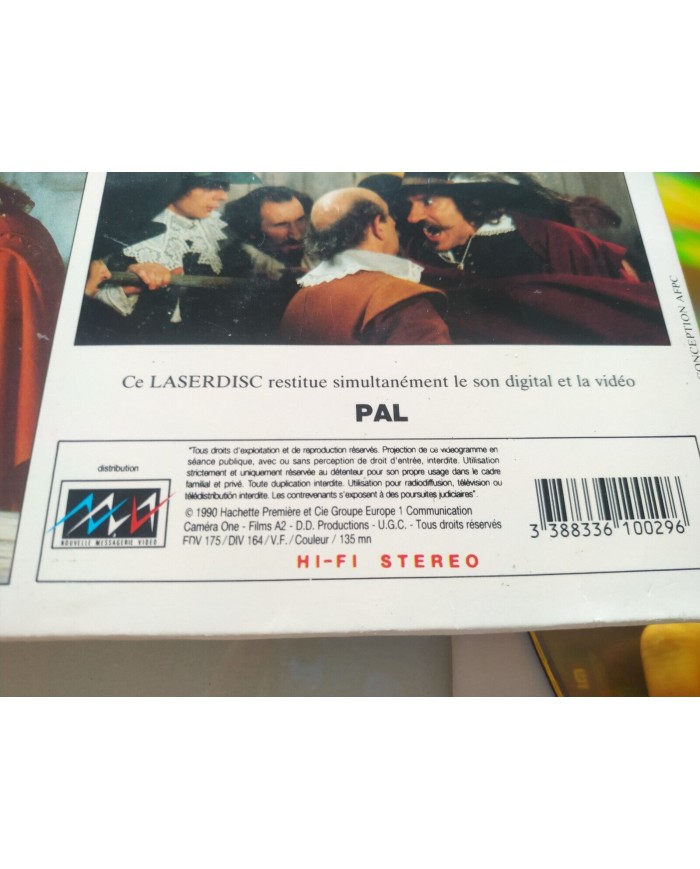 CONCEPTION AFPC
Ce LASERDISC restitue simultanément le son digital et la vidéo
PAL
distribution
NOUVELLE MESSAGERIE VIDEO
"Tous droits d'exploitation et de reproduction réservés. Projection de ce vidéogramme en
séance publique, avec ou sans perception de droit d'entrée, interdite. Utilisation
strictement et uniquement réservée au détenteur pour son propre usage dans le cadre
familial et privé. Toute duplication interdite. Utilisation pour radiodiffusion, télévision ou
télédistribution interdite. Les contrevenants s'exposent à des poursuites judiciaires".
© 1990 Hachette Première et Cie Groupe Europe 1 Communication
Caméra One - Films A2 - D.D. Productions - U.G.C. - Tous droits réservés
FDV 175/DIV 164/V.F./Couleur / 135 mn
HI-FI STEREO
3 388336 100296